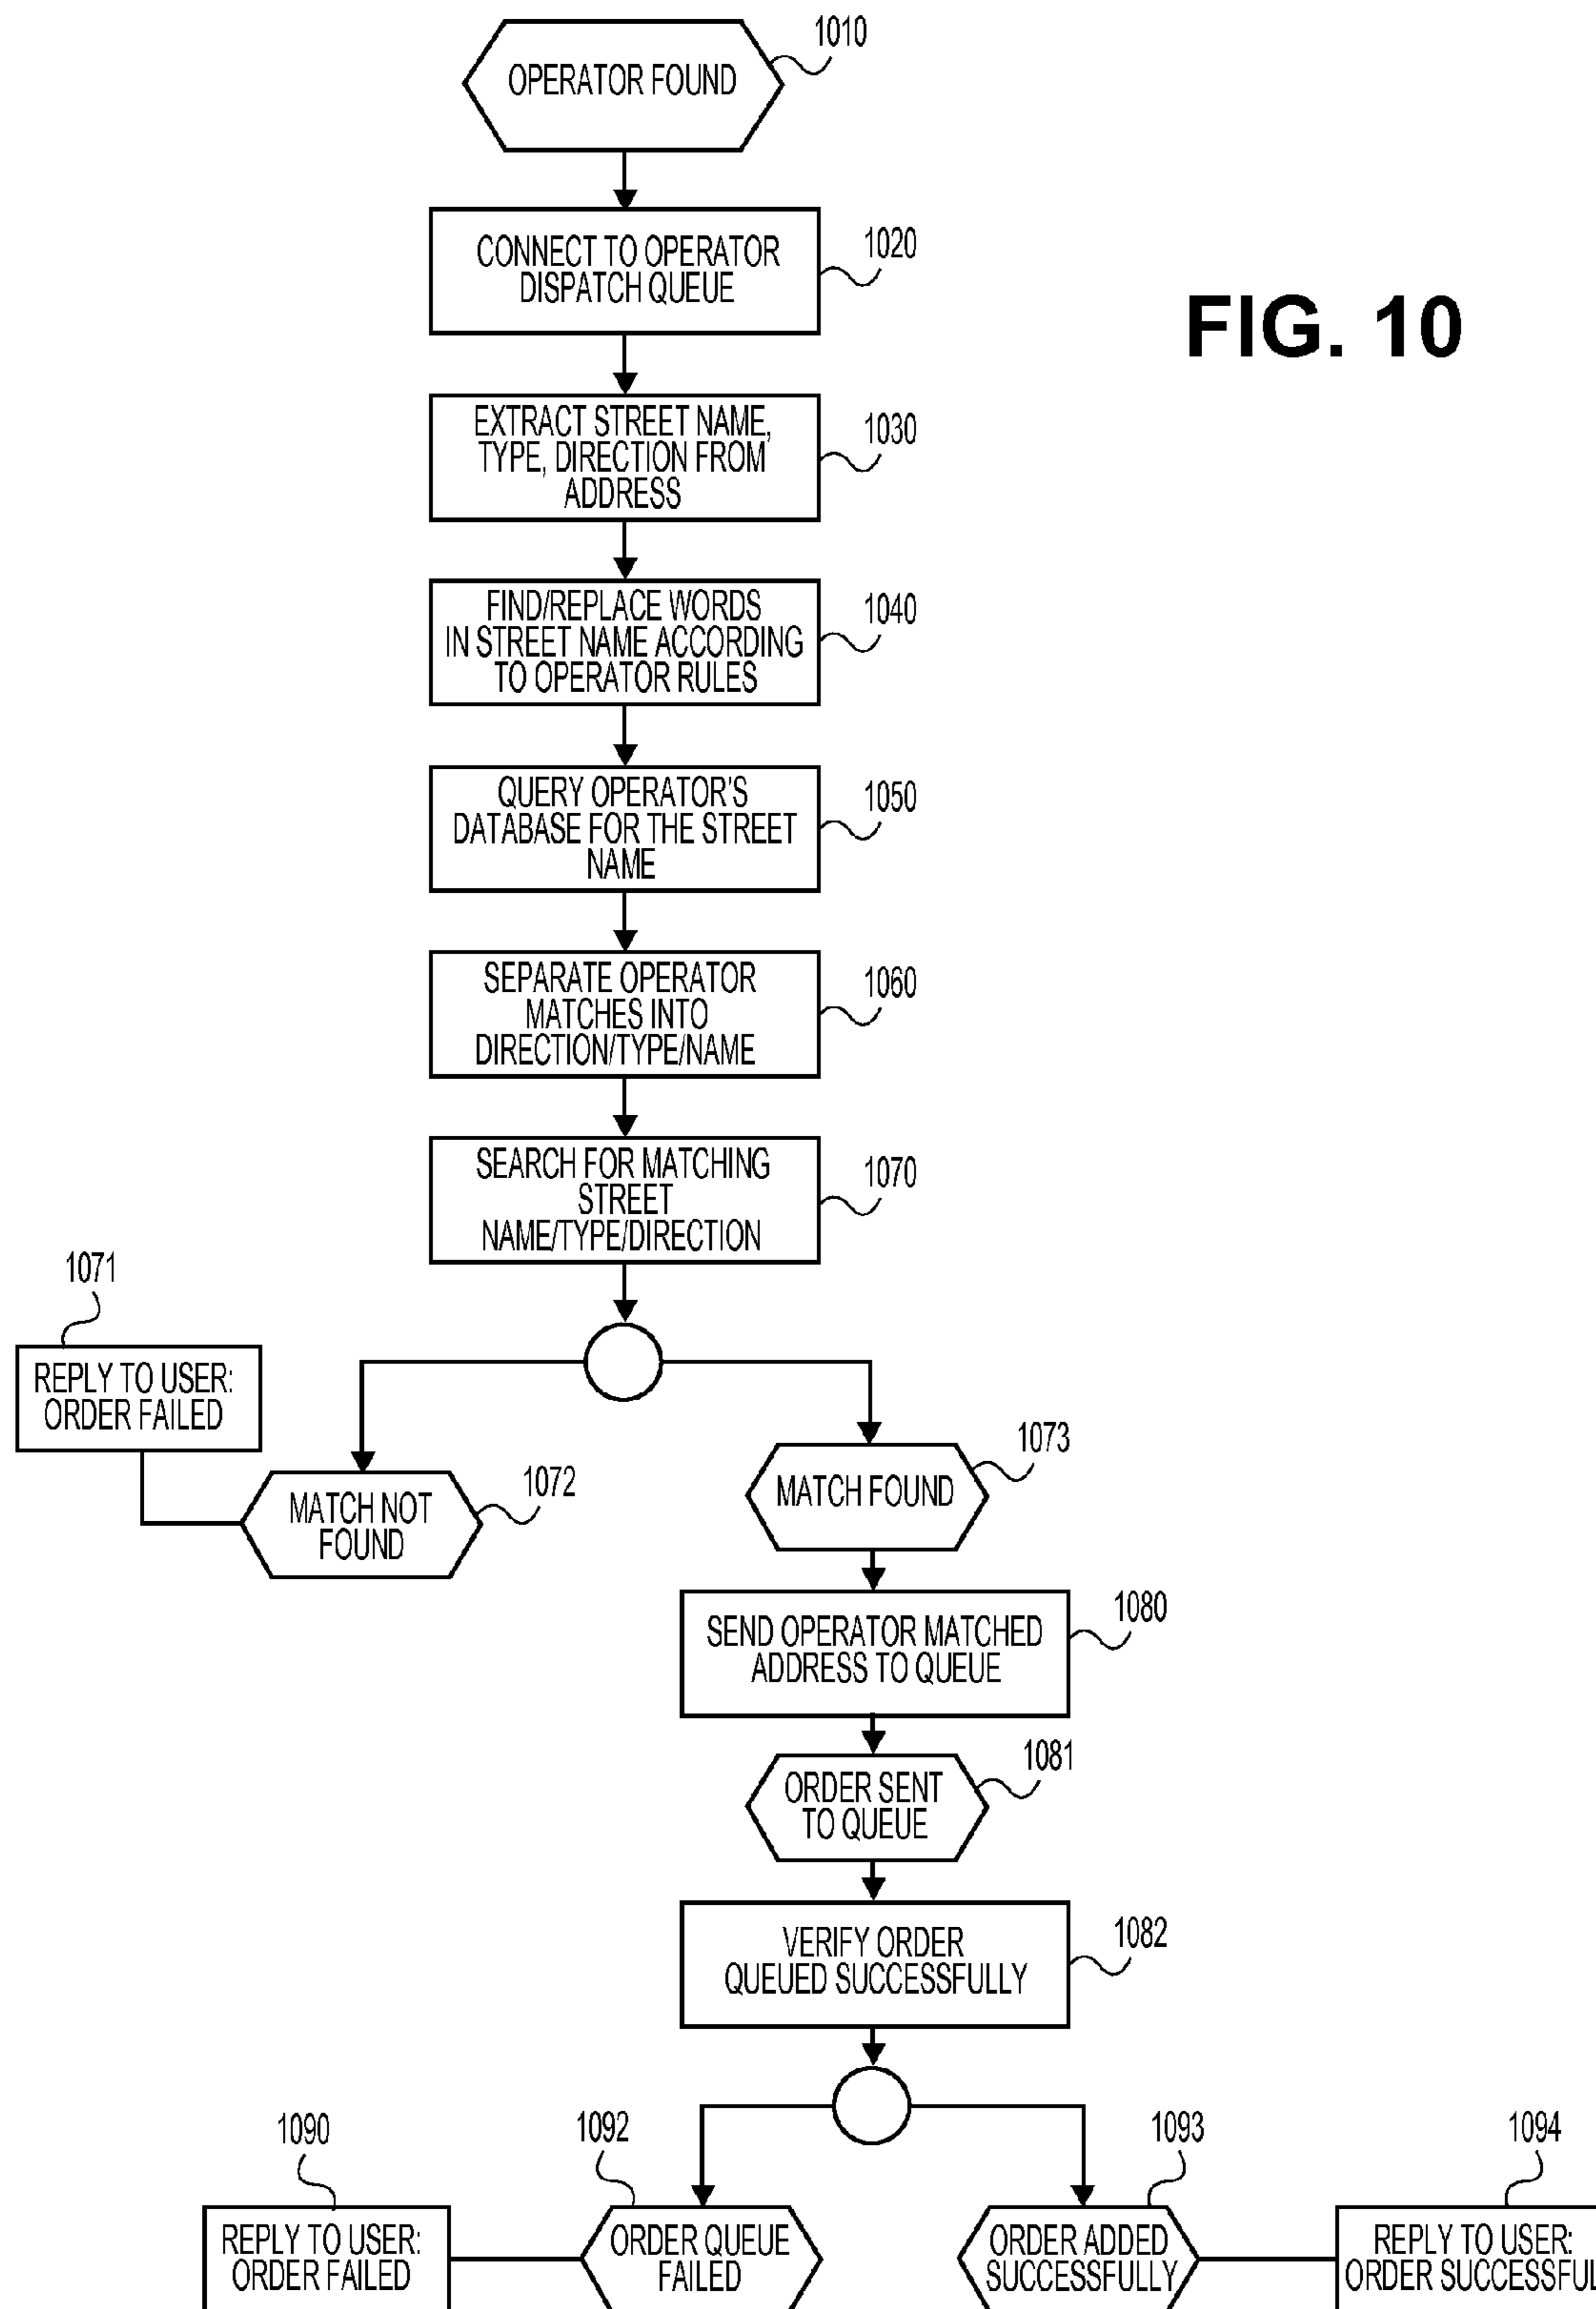 1010
OPERATOR FOUND
1020
CONNECT TO OPERATOR
DISPATCH QUEUE
FIG. 10
1030
EXTRACT STREET NAME,
TYPE, DIRECTION FROM
ADDRESS
1040
FIND/REPLACE WORDS
IN STREET NAME ACCORDING
TO OPERATOR RULES
1050
QUERY OPERATOR'S
DATABASE FOR THE STREET
NAME
1060
SEPARATE OPERATOR
MATCHES INTO
DIRECTION/TYPE/NAME
1070
SEARCH FOR MATCHING
STREET
NAME/TYPE/DIRECTION
1071
REPLY TO USER:
ORDER FAILED
1072
MATCH NOT
FOUND
1073
MATCH FOUND
1080
SEND OPERATOR MATCHED
ADDRESS TO QUEUE
1081
ORDER SENT
TO QUEUE
1082
VERIFY ORDER
QUEUED SUCCESSFULLY
1090
REPLY TO USER:
ORDER FAILED
1092
ORDER QUEUE
FAILED
1093
ORDER ADDED
SUCCESSFULLY
1094
REPLY TO USER:
ORDER SUCCESSFUL